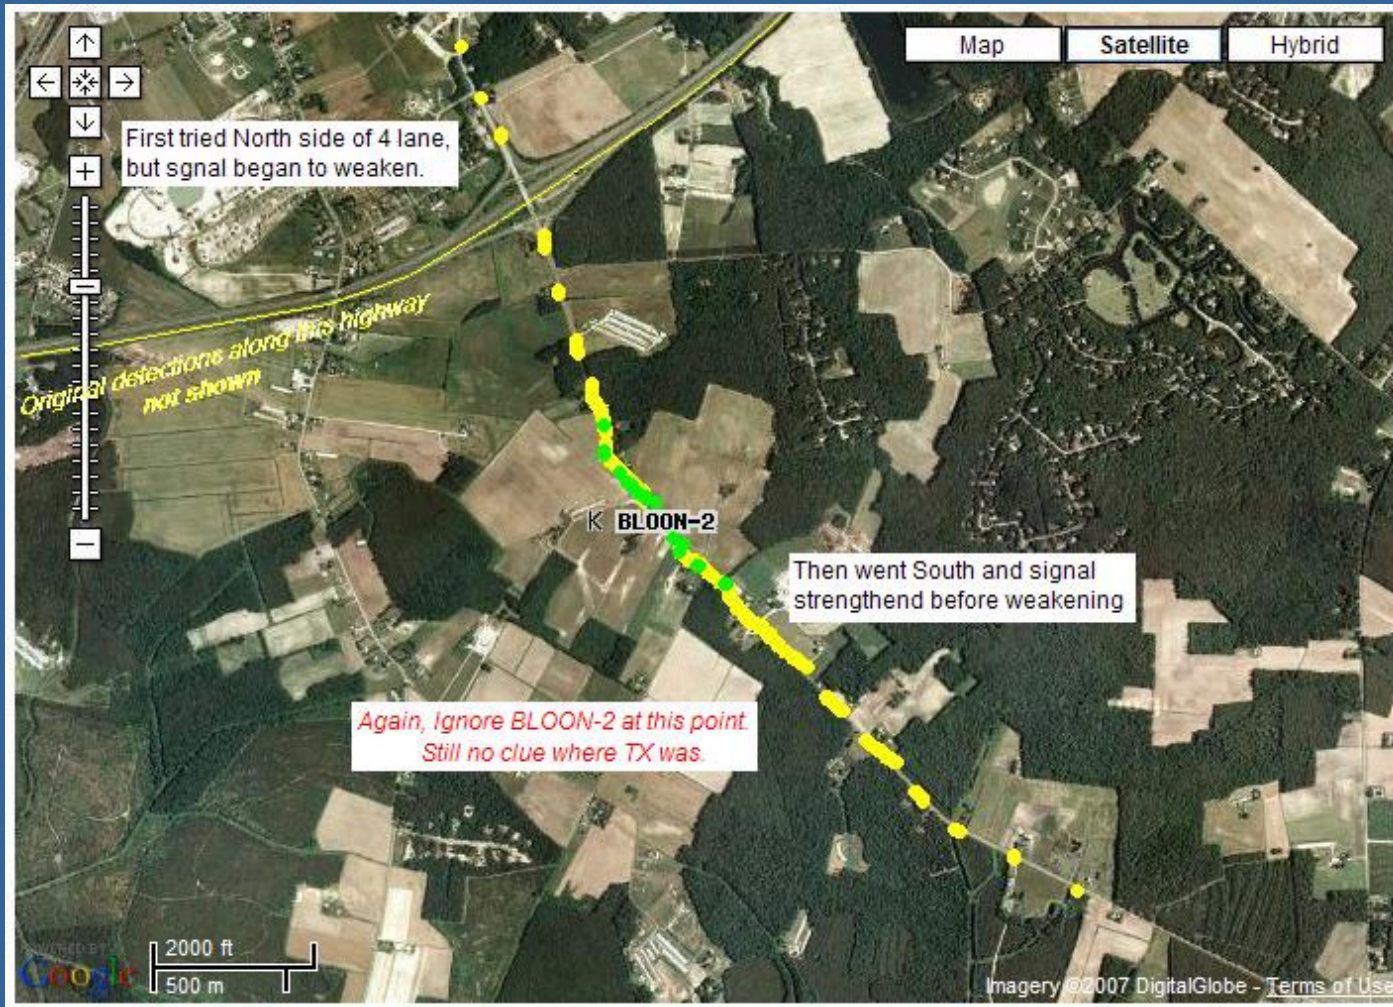 Map Satellite Hybrid
First tried North side of 4 lane,
but sgnal began to weaken.
Original detections along this highway
not shown
K BLOON-2
Then went South and signal
strengthend before weakening
Again, Ignore BLOON-2 at this point.
Still no clue where TX was.
POWERED BY
Google
2000 ft
500 m
Imagery ©2007 DigitalGlobe - Terms of Use